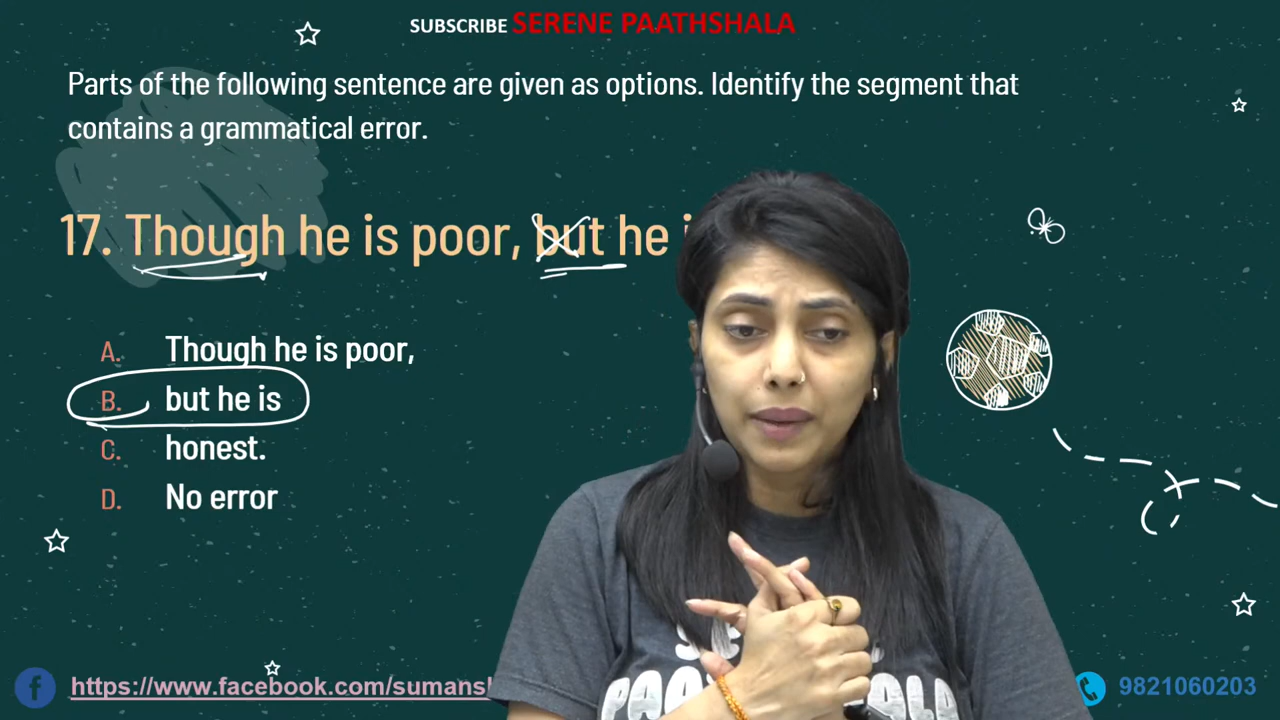 SUBSCRIBE SERENE PAATHSHALA
Parts of the following sentence are given as options. Identify the segment that
contains a grammatical error.
17. Though he is poor, but he
A. Though he is poor,
B. but he is
C. honest.
D. No error
https://www.facebook.com/sumansh
9821060203